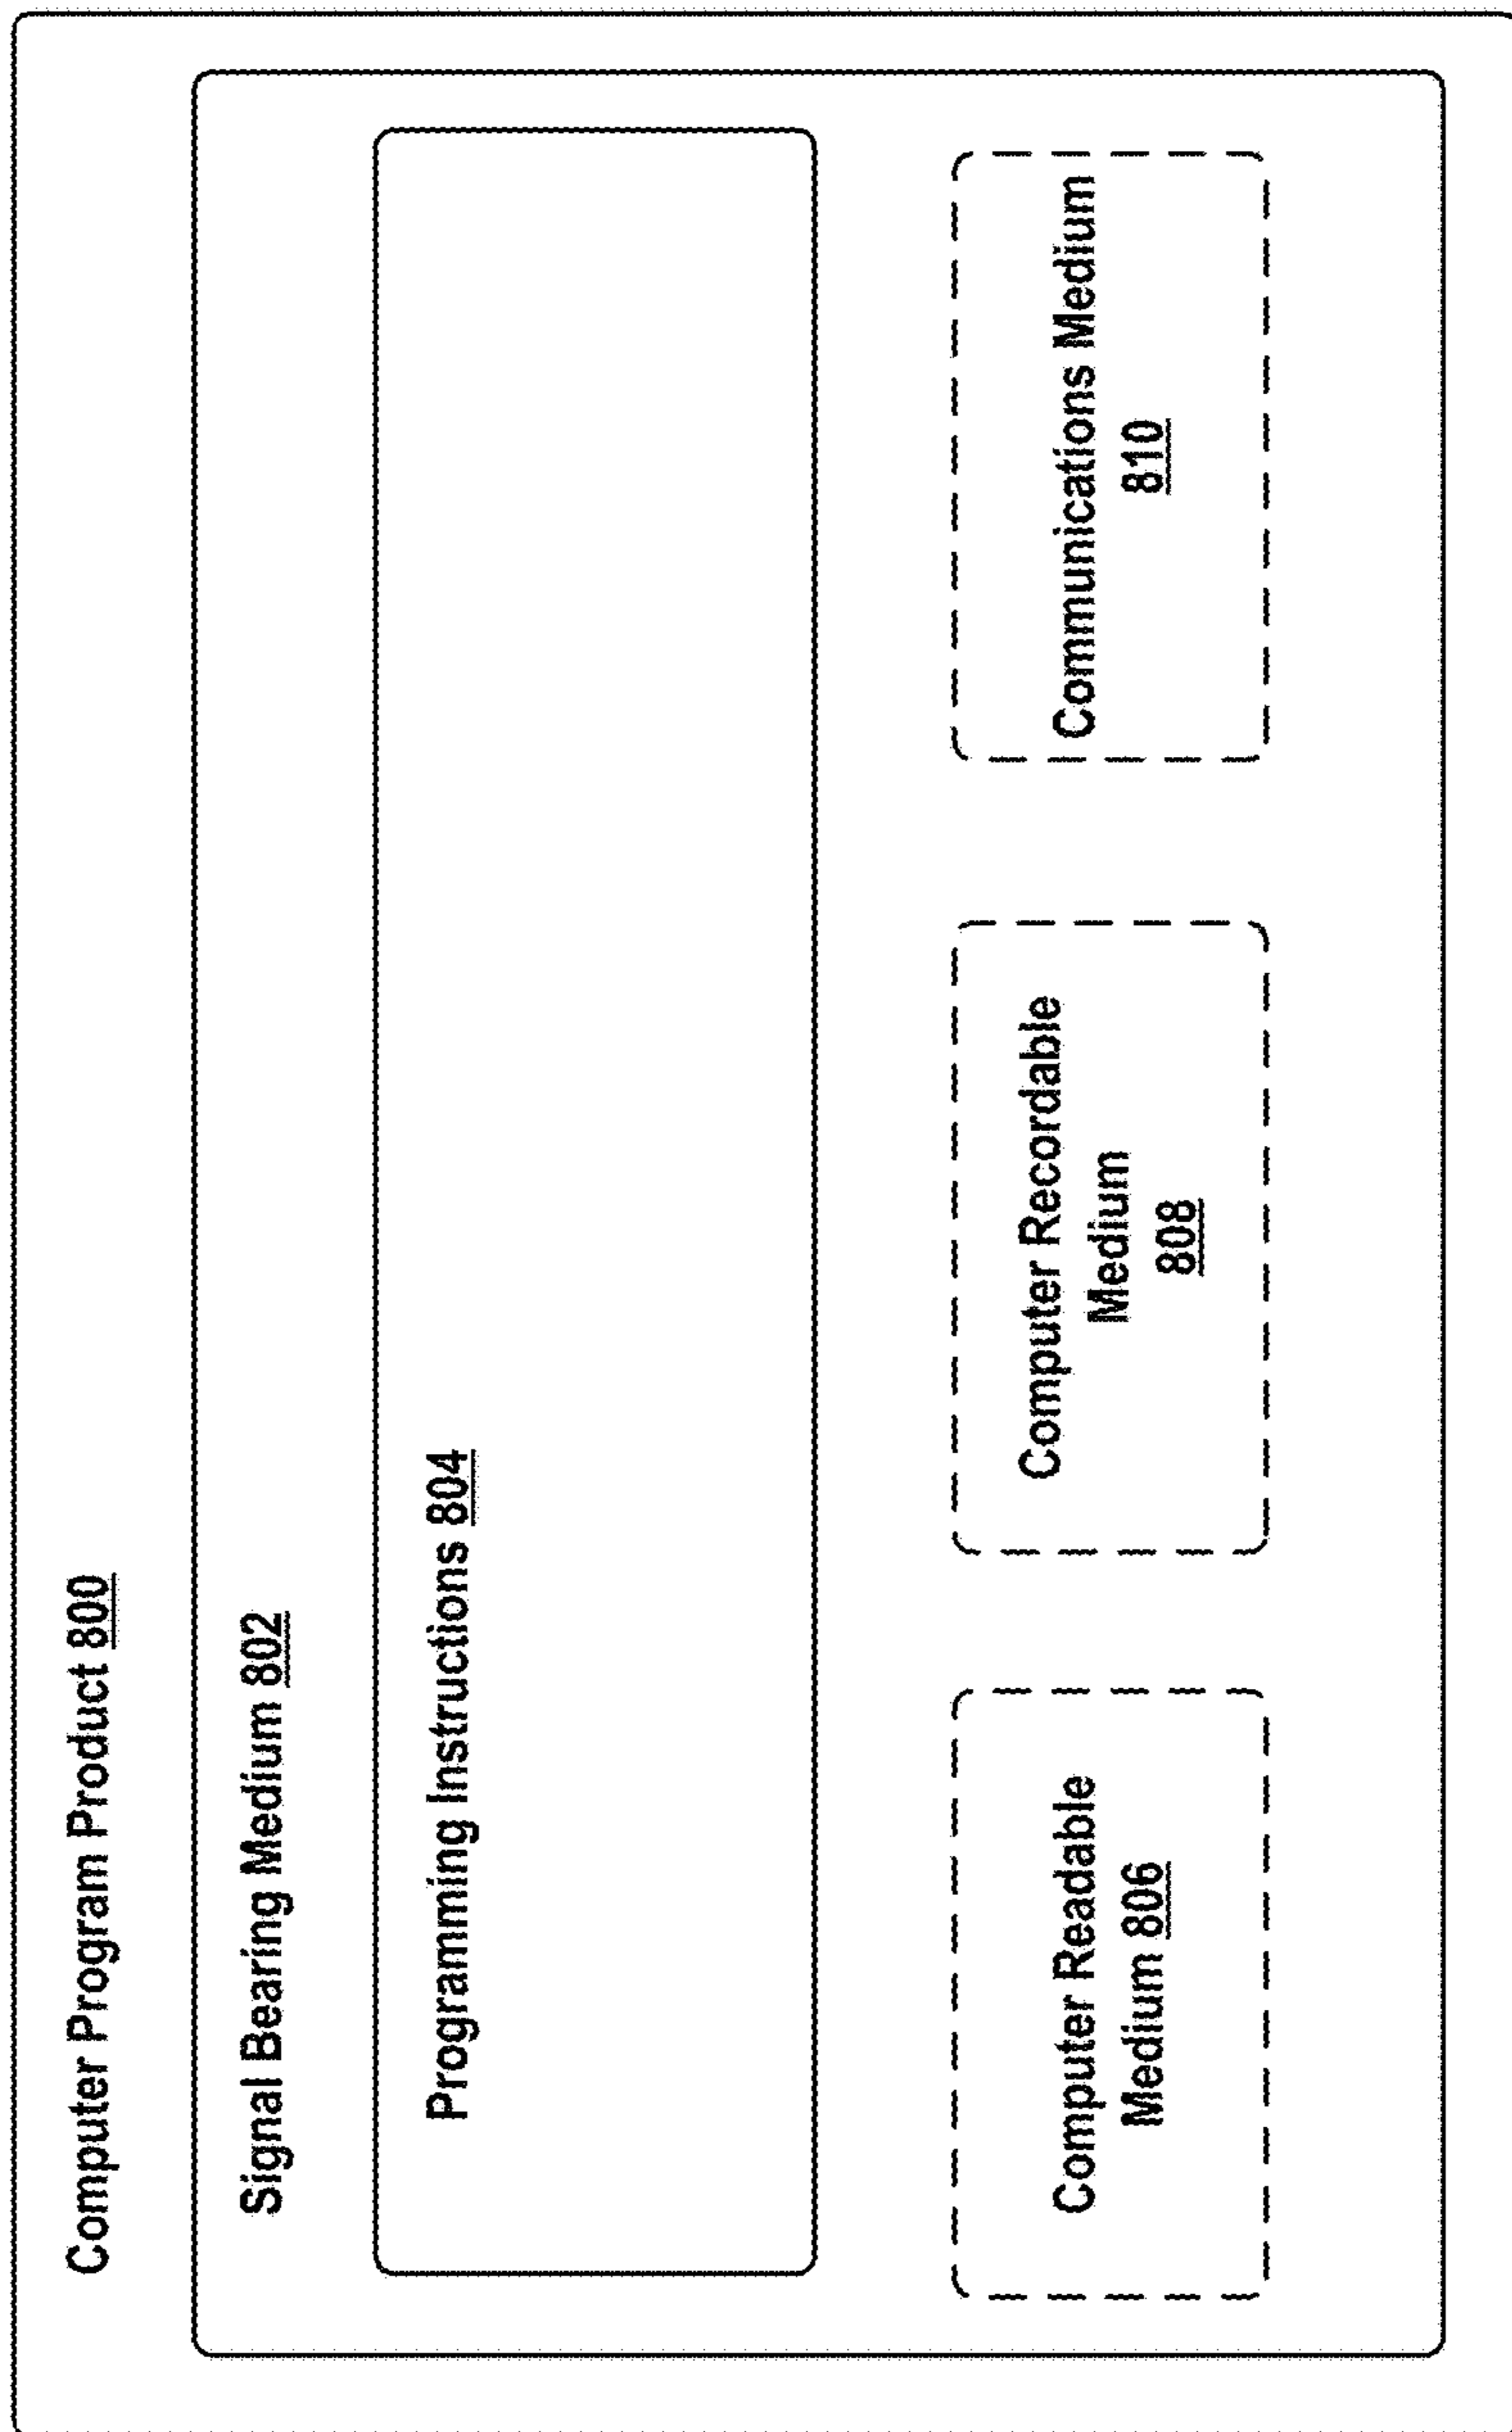 Computer Program Product 800
Signal Bearing Medium 802
Programming Instructions 804
Computer Readable
Medium 806
Computer Recordable
Medium
808
Communications Medium
810